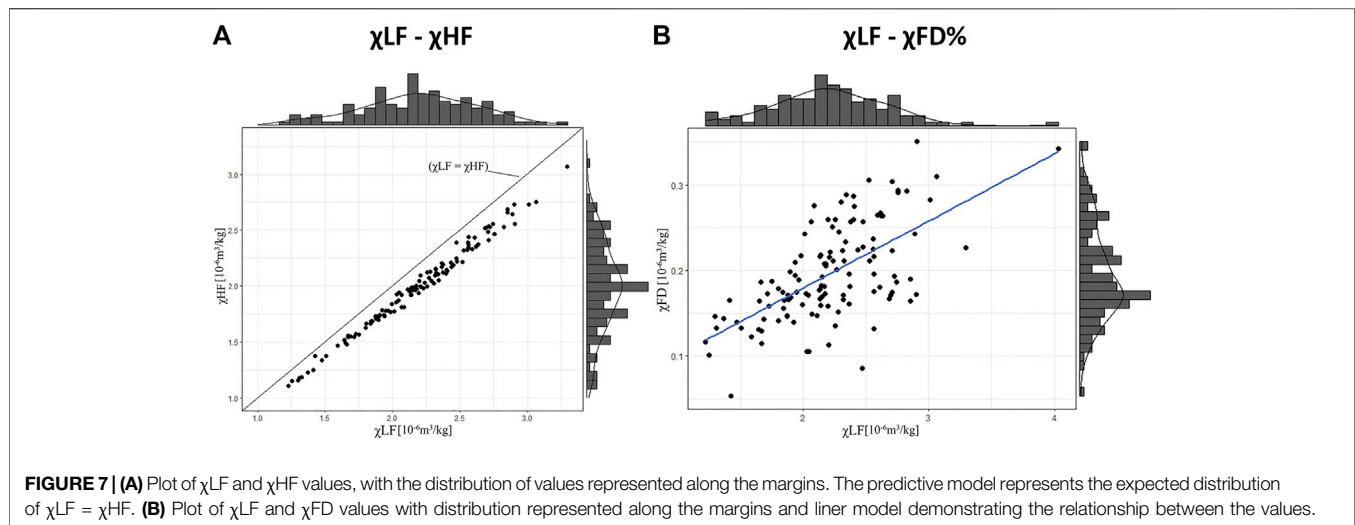 A
χLF - χHF
(χLF = χHF)
χHF[10⁻⁶m³/kg]
3.0
2.5
2.0
1.5
1.0
1.0
1.5
2.0
2.5
3.0
χLF[10⁻⁶m³/kg]
B
χLF - χFD%
χFD [10⁻⁶m³/kg]
0.3
0.2
0.1
2
3
4
χLF[10⁻⁶m³/kg]
FIGURE 7 | (A) Plot of χLF and χHF values, with the distribution of values represented along the margins. The predictive model represents the expected distribution
of χLF = χHF. (B) Plot of χLF and χFD values with distribution represented along the margins and liner model demonstrating the relationship between the values.